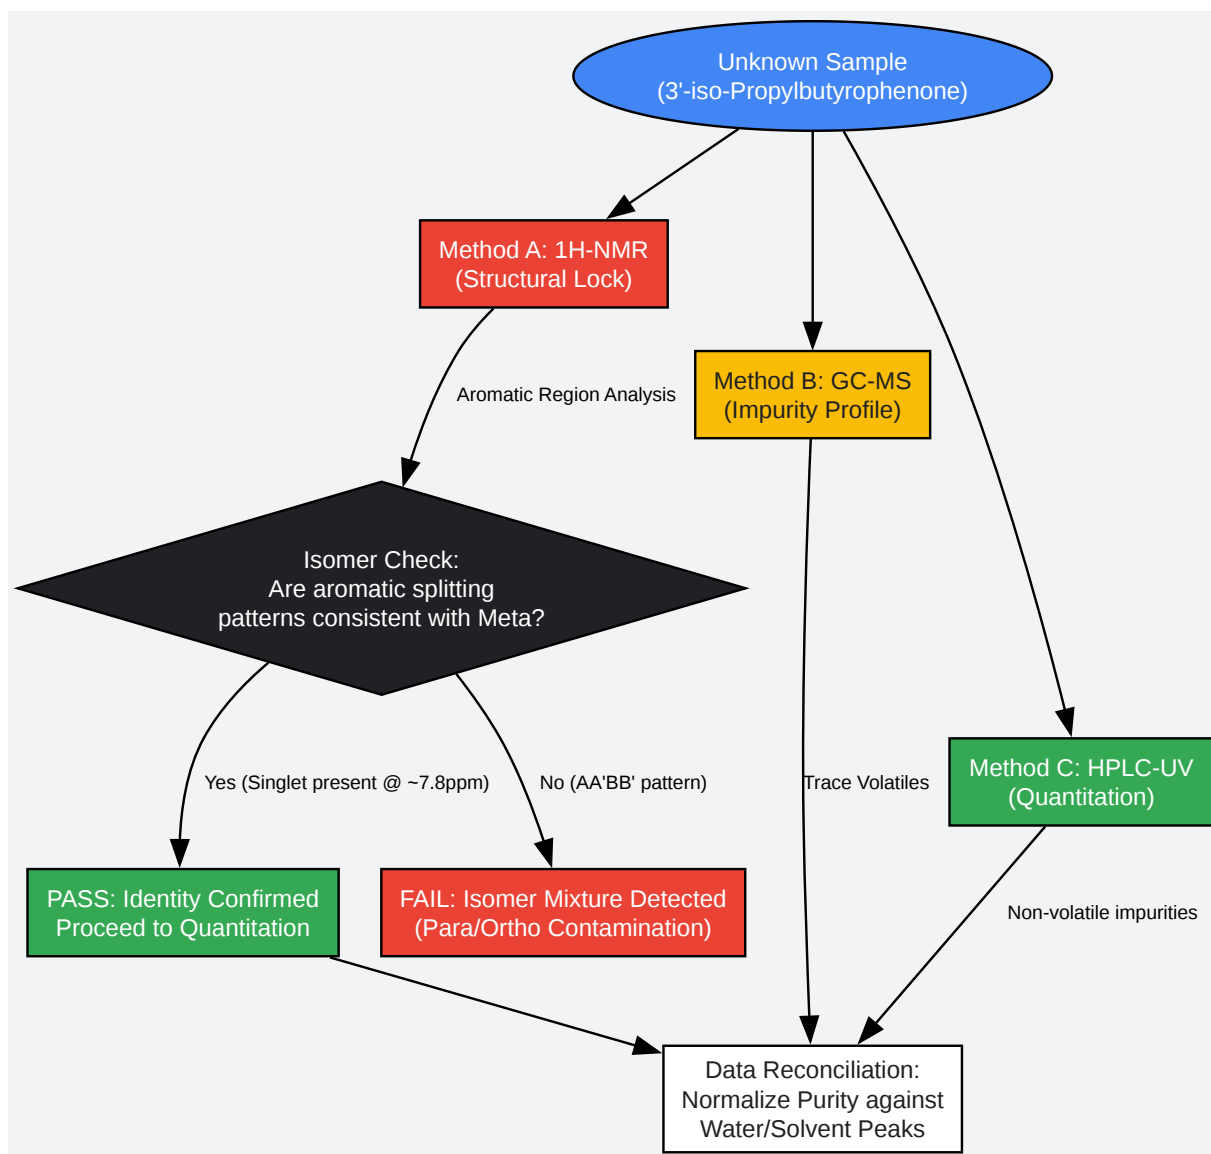 Unknown Sample
(3'-iso-Propylbutyrophenone)
Method A: 1H-NMR
(Structural Lock)
Method B: GC-MS
(Impurity Profile)
Aromatic Region Analysis
Isomer Check:
Are aromatic splitting
patterns consistent with Meta?
Yes (Singlet present @ ~7.8ppm)
No (AA'BB' pattern)
Trace Volatiles
Method C: HPLC-UV
(Quantitation)
PASS: Identity Confirmed
Proceed to Quantitation
FAIL: Isomer Mixture Detected
(Para/Ortho Contamination)
Non-volatile impurities
Data Reconciliation:
Normalize Purity against
Water/Solvent Peaks